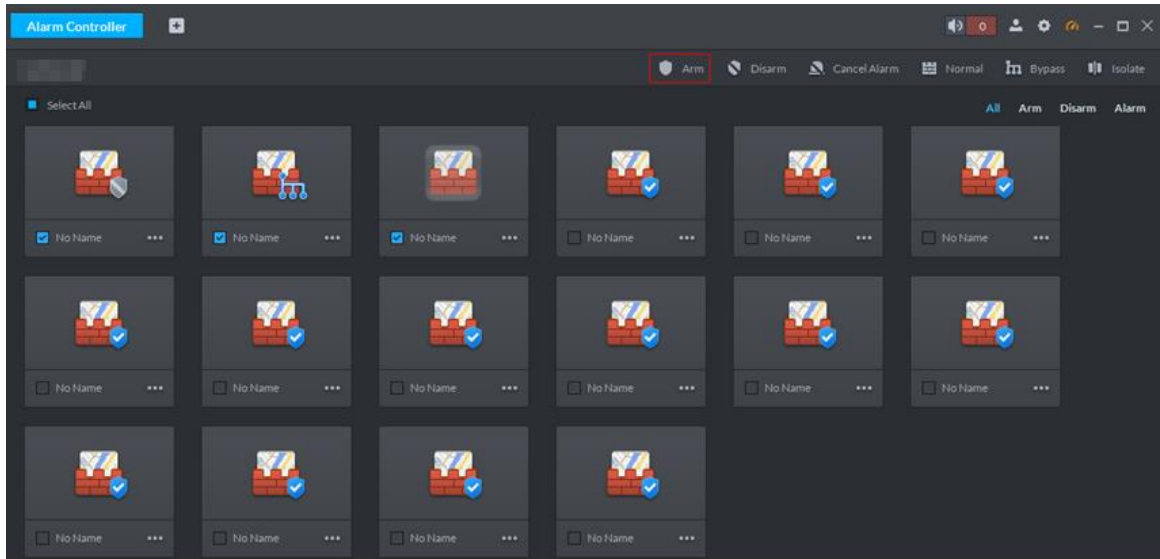 Alarm Controller 0
Arm Disarm Cancel Alarm Normal Bypass Isolate
Select All All Arm Disarm Alarm
No Name ••• No Name ••• No Name ••• No Name ••• No Name ••• No Name •••
No Name ••• No Name ••• No Name ••• No Name ••• No Name ••• No Name •••
No Name ••• No Name ••• No Name ••• No Name •••